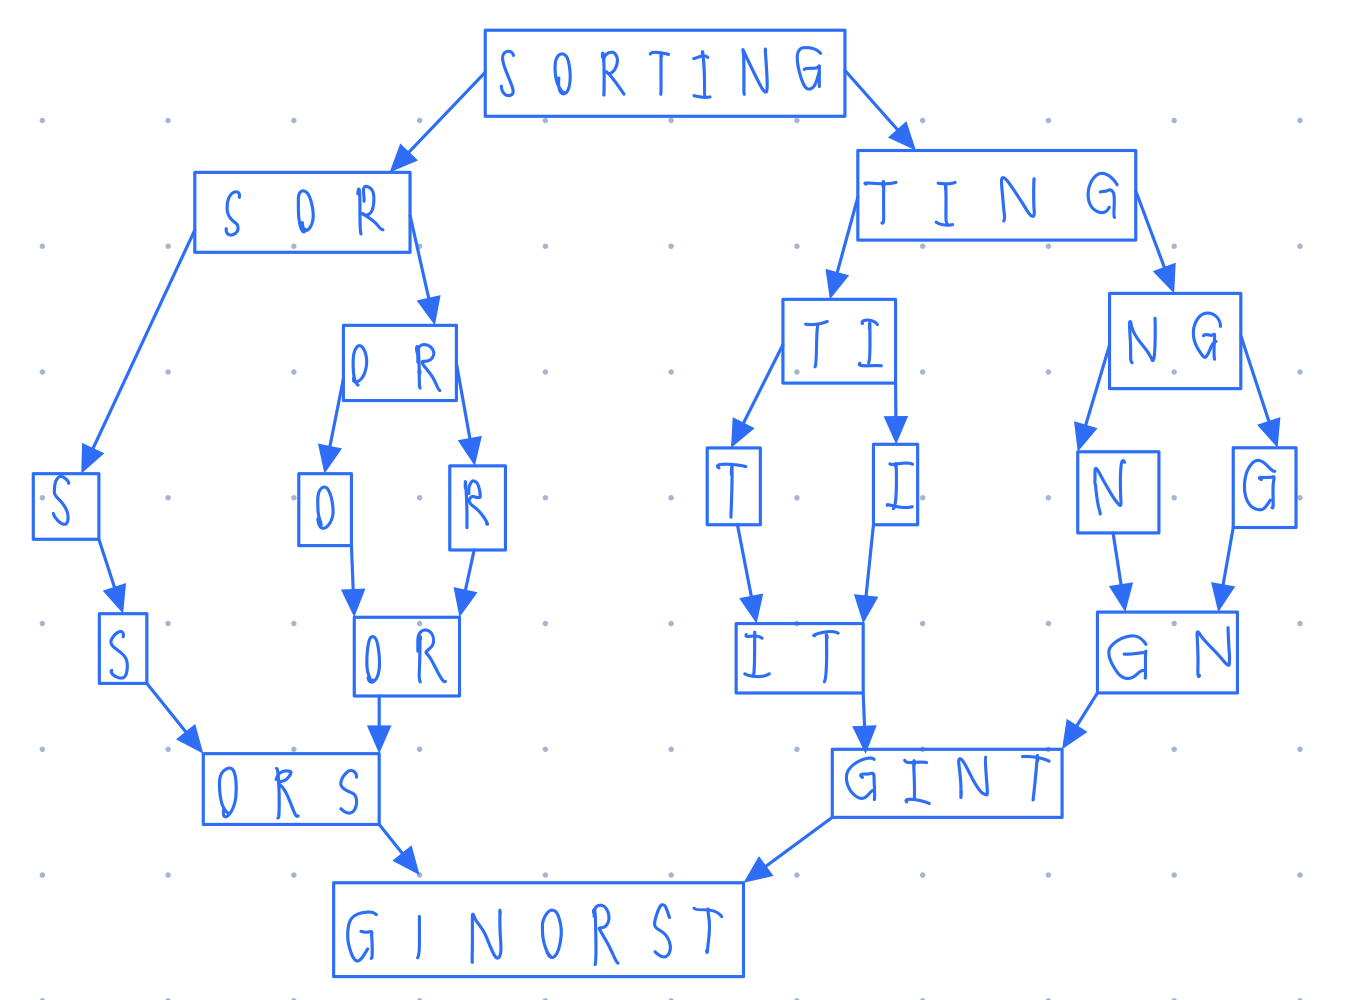 S O R T I N G
S O R
T I N G
O R
T I
N G
S
O
R
T
I
N
G
S
O R
I T
G N
O R S
G I N T
G I N O R S T